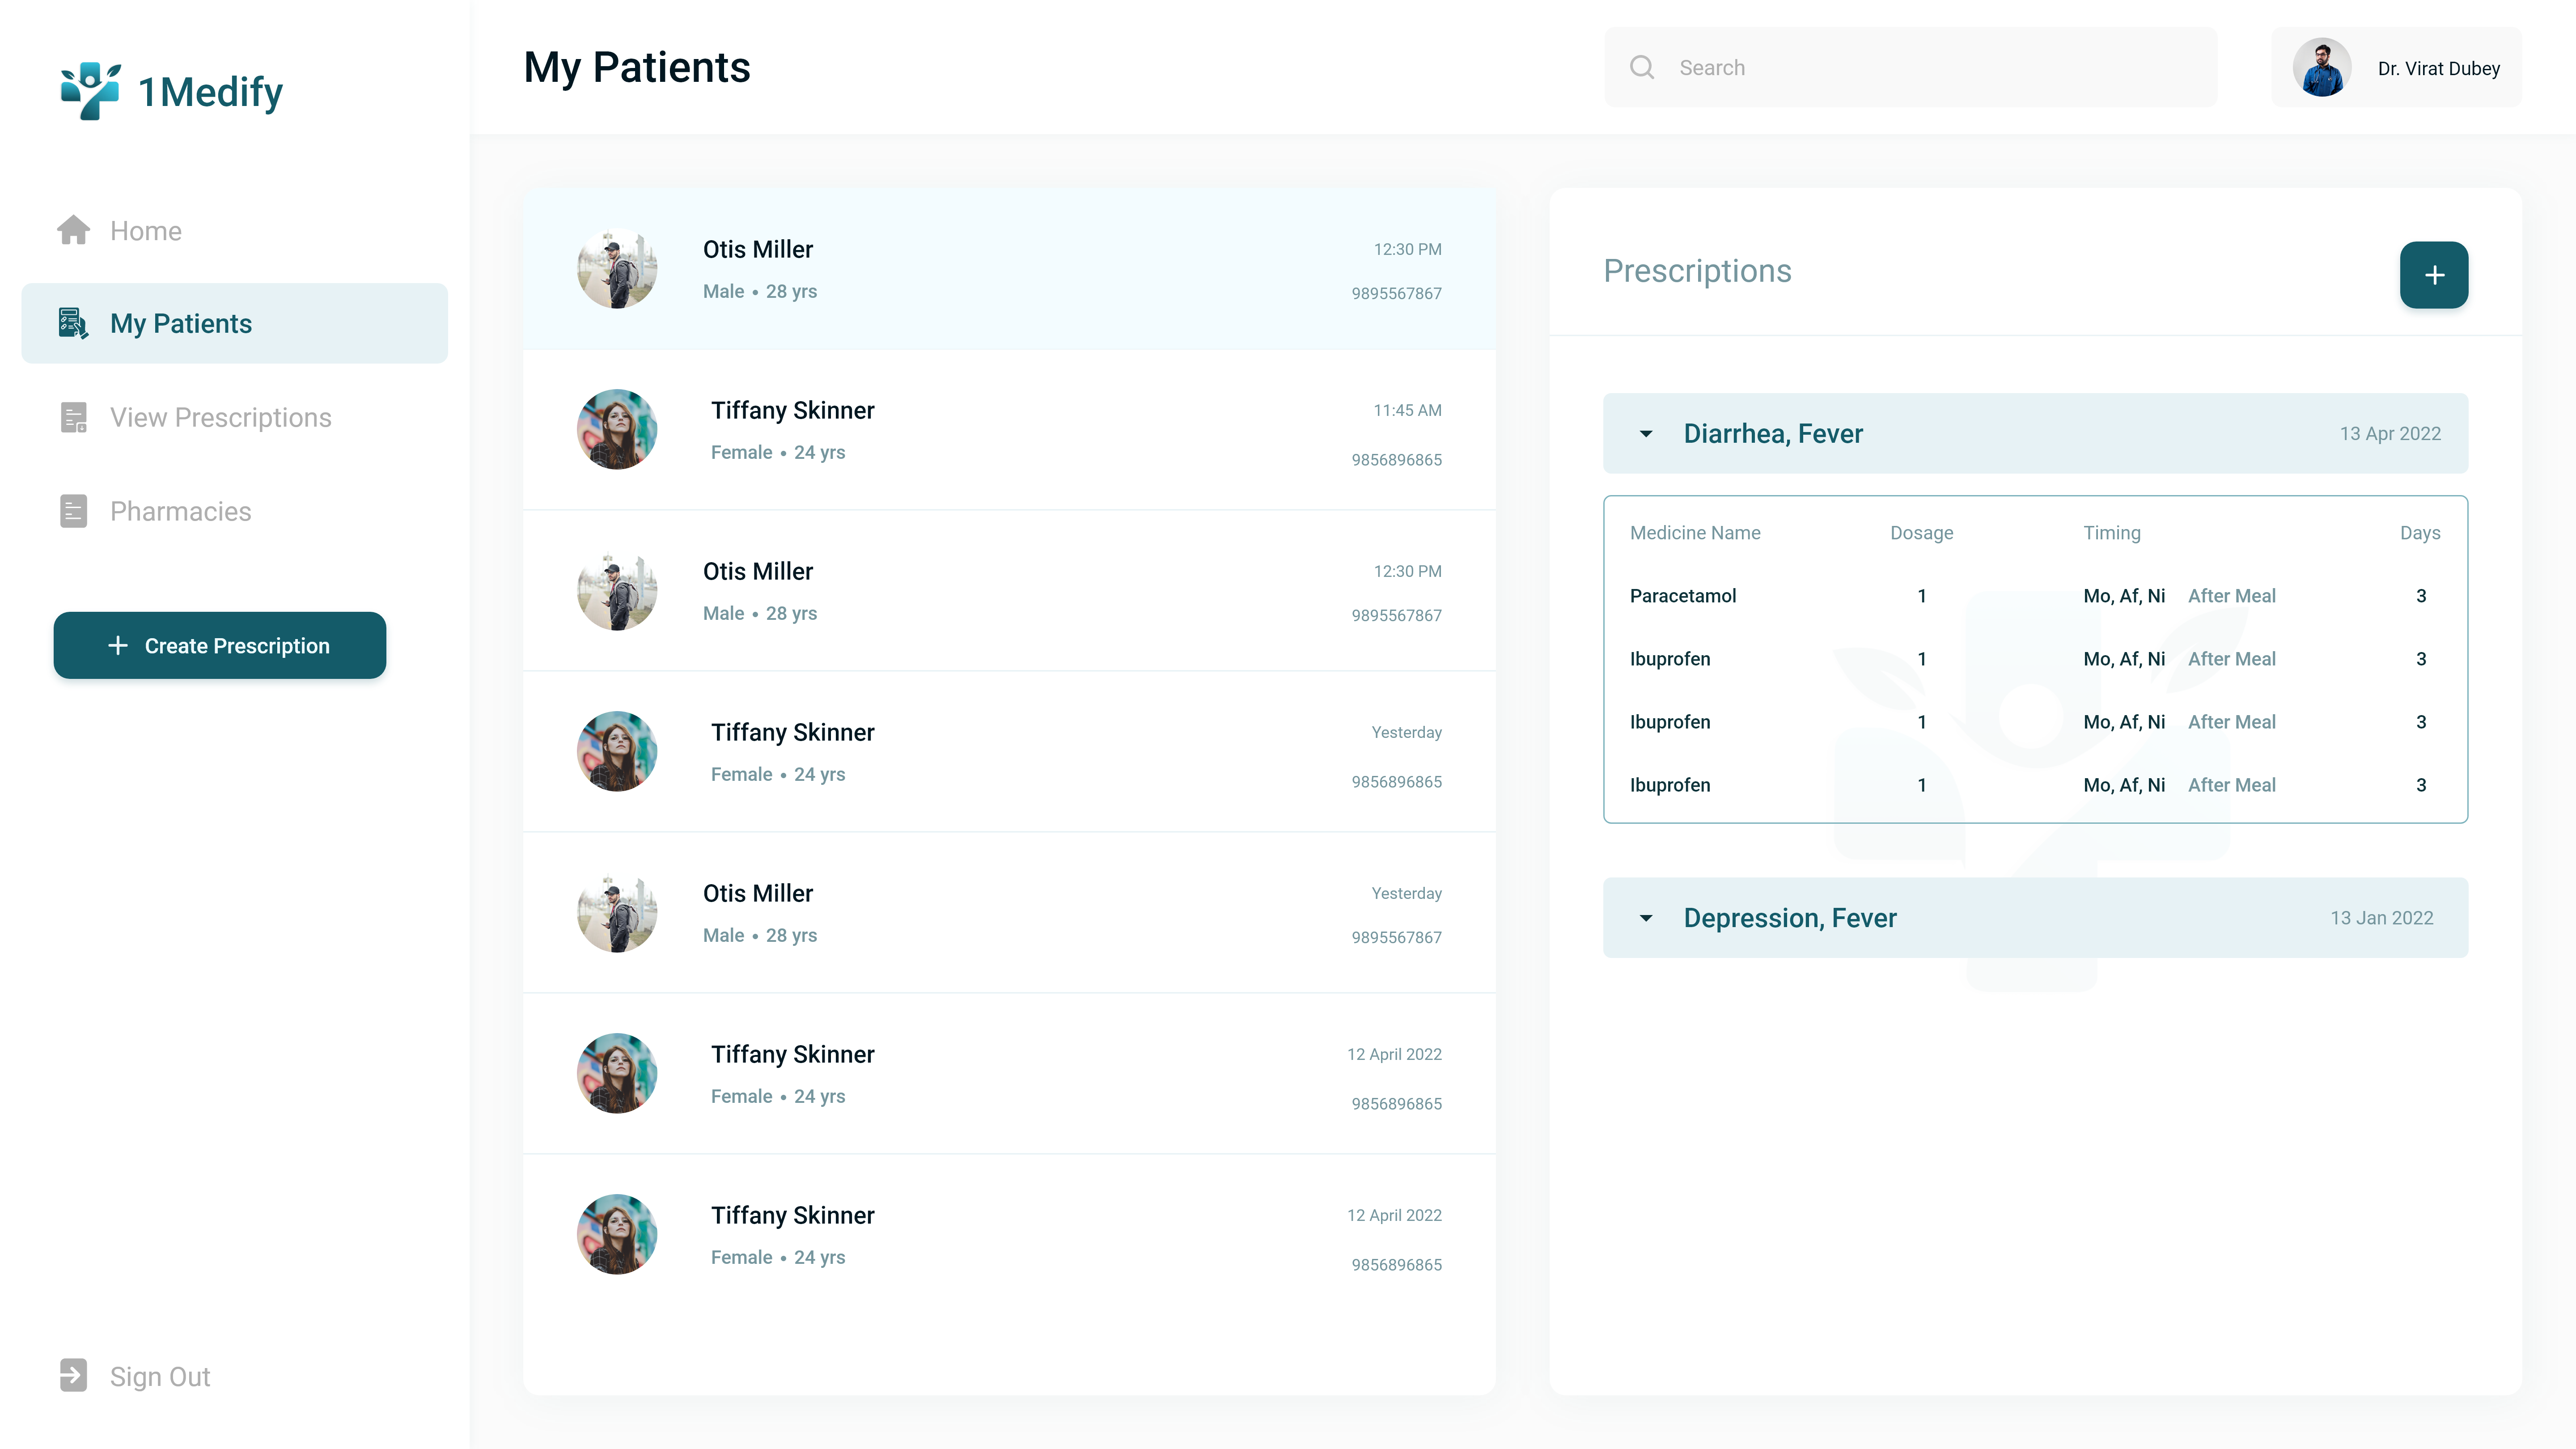 1Medify
Home
My Patients
View Prescriptions
Pharmacies
Create Prescription
Sign Out
My Patients
Search
Dr. Virat Dubey
Otis Miller 12:30 PM
Male • 28 yrs 9895567867
Tiffany Skinner 11:45 AM
Female • 24 yrs 9856896865
Otis Miller 12:30 PM
Male • 28 yrs 9895567867
Tiffany Skinner Yesterday
Female • 24 yrs 9856896865
Otis Miller Yesterday
Male • 28 yrs 9895567867
Tiffany Skinner 12 April 2022
Female • 24 yrs 9856896865
Tiffany Skinner 12 April 2022
Female • 24 yrs 9856896865
Prescriptions
Diarrhea, Fever 13 Apr 2022
Medicine Name Dosage Timing Days
Paracetamol 1 Mo, Af, Ni After Meal 3
Ibuprofen 1 Mo, Af, Ni After Meal 3
Ibuprofen 1 Mo, Af, Ni After Meal 3
Ibuprofen 1 Mo, Af, Ni After Meal 3
Depression, Fever 13 Jan 2022